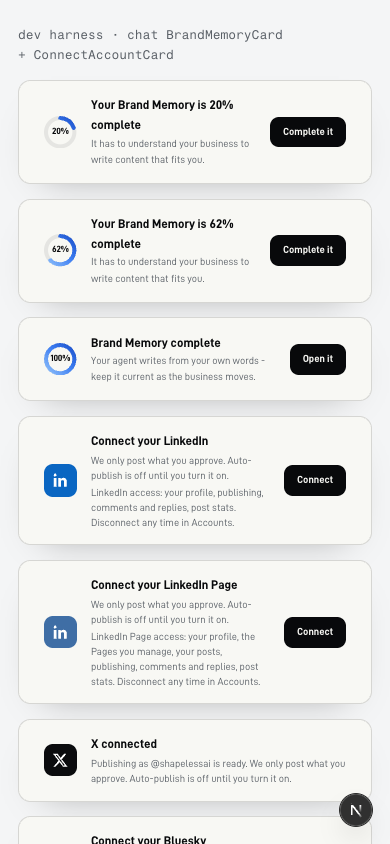 dev harness · chat BrandMemoryCard
+ ConnectAccountCard
20%
Your Brand Memory is 20%
complete
It has to understand your business to
write content that fits you.
Complete it
62%
Your Brand Memory is 62%
complete
It has to understand your business to
write content that fits you.
Complete it
100%
Brand Memory complete
Your agent writes from your own words -
keep it current as the business moves.
Open it
in
Connect your LinkedIn
We only post what you approve. Auto-
publish is off until you turn it on.
LinkedIn access: your profile, publishing,
comments and replies, post stats.
Disconnect any time in Accounts.
Connect
in
Connect your LinkedIn Page
We only post what you approve. Auto-
publish is off until you turn it on.
LinkedIn Page access: your profile, the
Pages you manage, your posts,
publishing, comments and replies, post
stats. Disconnect any time in Accounts.
Connect
X
X connected
Publishing as @shapelessai is ready. We only post what you
approve. Auto-publish is off until you turn it on.
N
Connect your Bluesky